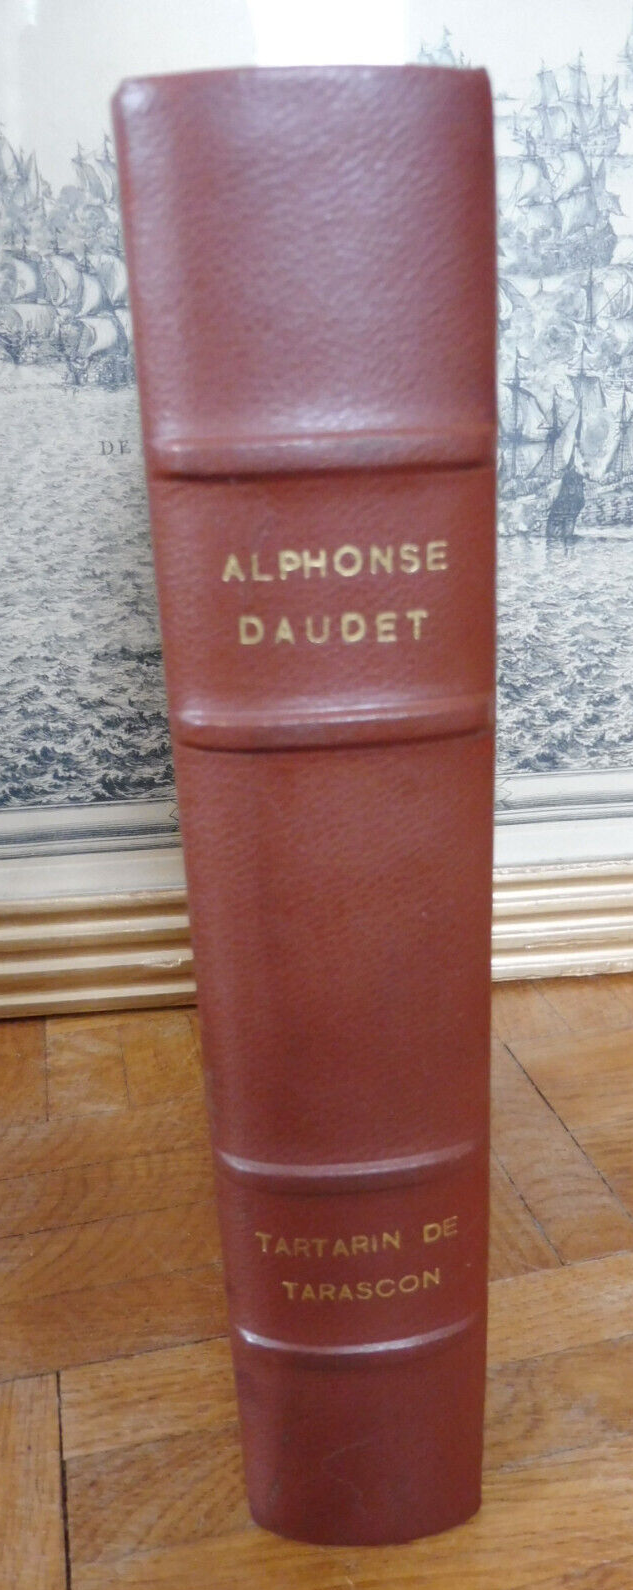 DE
ALPHONSE
DAUDET
TARTARIN DE
TARASCON